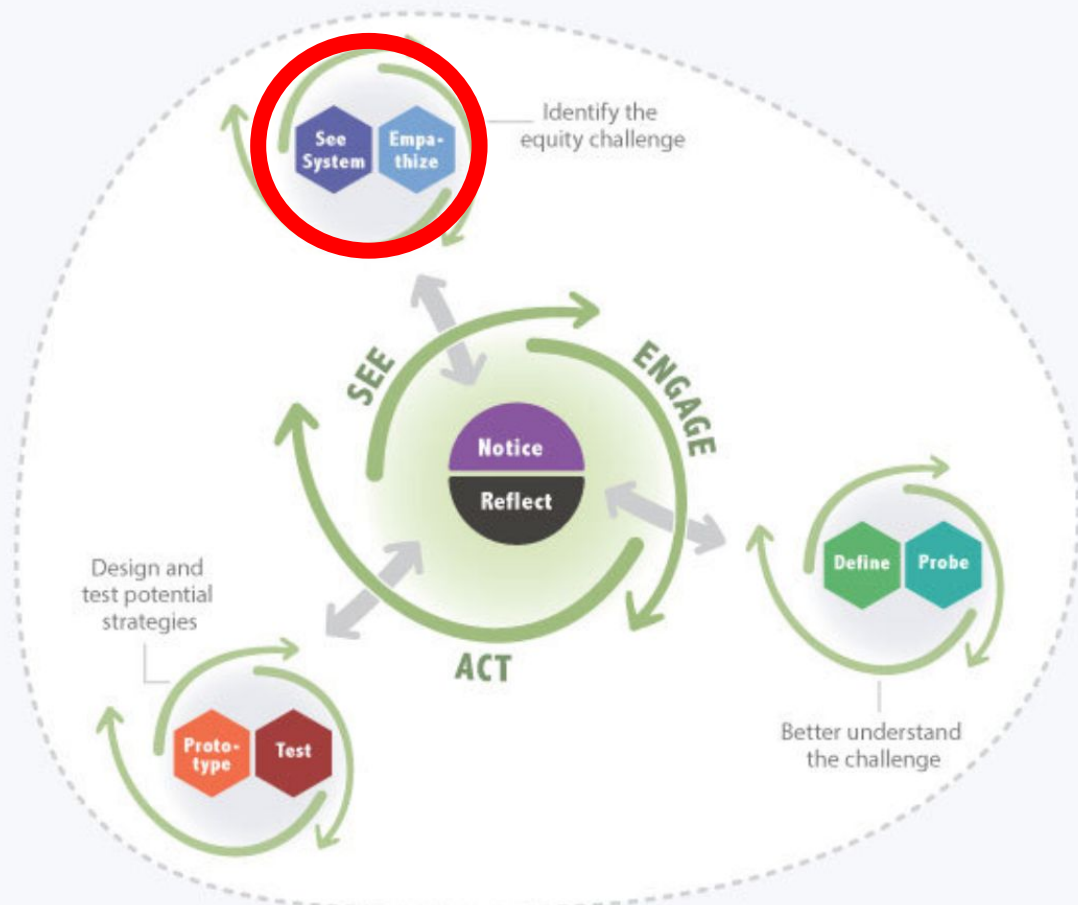 See
System
Empa-
thize
Identify the
equity challenge
SEE
ENGAGE
Notice
Reflect
ACT
Define
Probe
Better understand
the challenge
Design and
test potential
strategies
Proto-
type
Test